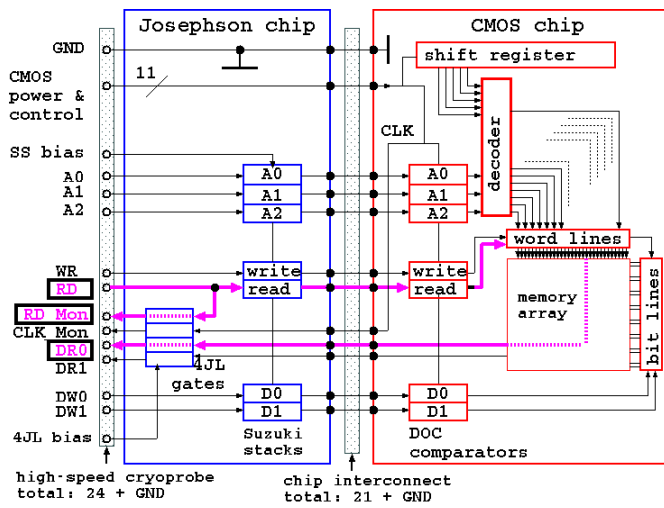 Josephson chip
CMOS chip
GND
shift register
11
CMOS
power &
control
CLK
decoder
SS bias
A0
A1
A2
A0
A1
A2
A0
A1
A2
word lines
WR
RD
write
read
write
read
RD Mon
CLK Mon
DR0
DR1
memory
array
bit lines
4JL
gates
DW0
DW1
D0
D1
D0
D1
4JL bias
Suzuki
stacks
DOC
comparators
high-speed cryoprobe
total: 24 + GND
chip interconnect
total: 21 + GND